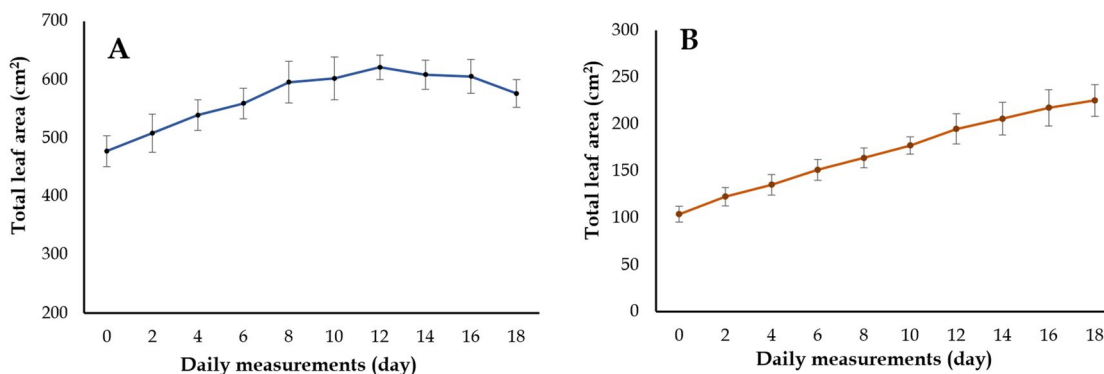 A
Total leaf area (cm²)
700
600
500
400
300
200
0 2 4 6 8 10 12 14 16 18
Daily measurements (day)
B
Total leaf area (cm²)
300
250
200
150
100
50
0
0 2 4 6 8 10 12 14 16 18
Daily measurements (day)